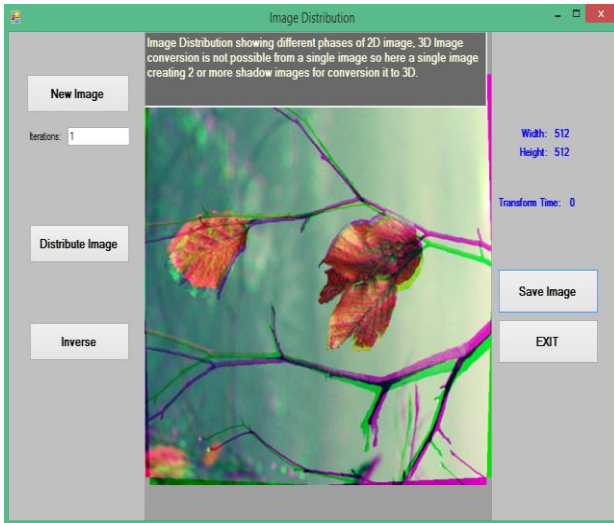 Image Distribution
Image Distribution showing different phases of 2D image, 3D Image
conversion is not possible from a single image so here a single image
creating 2 or more shadow images for conversion it to 3D.
New Image
Iterations: 1
Distribute Image
Inverse
Width: 512
Height: 512
Transform Time: 0
Save Image
EXIT